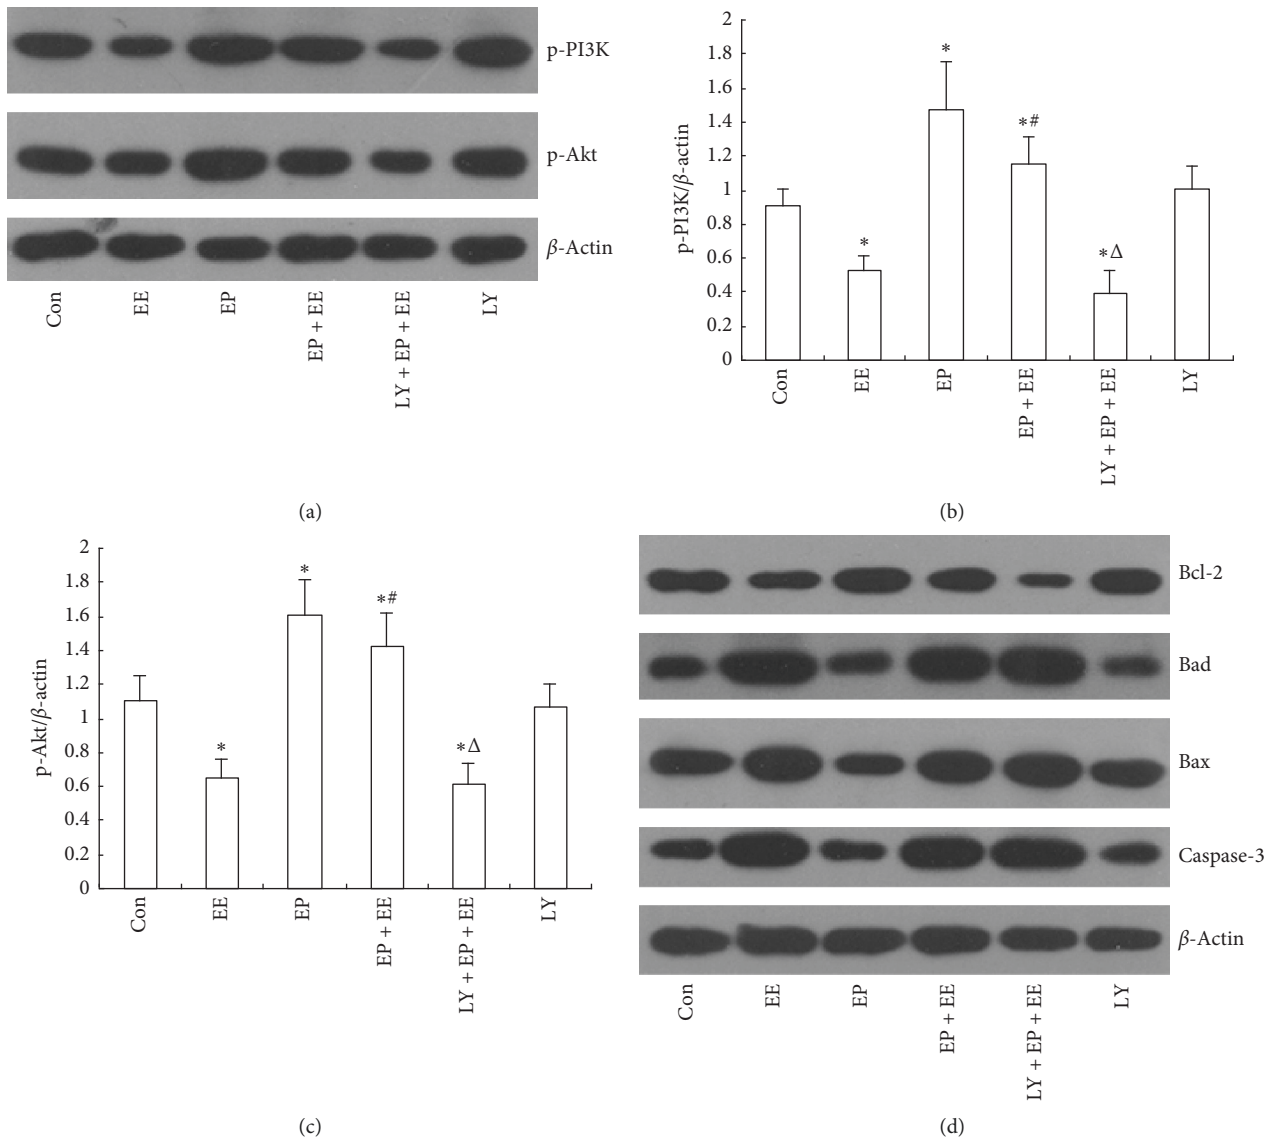 p-PI3K
p-Akt
β-Actin
Con
EE
EP
EP + EE
LY + EP + EE
LY
(a)
p-PI3K/β-actin
2
1.8
1.6
1.4
1.2
1
0.8
0.6
0.4
0.2
0
*
*
*#
*Δ
Con
EE
EP
EP + EE
LY + EP + EE
LY
(b)
p-Akt/β-actin
2
1.8
1.6
1.4
1.2
1
0.8
0.6
0.4
0.2
0
*
*
*#
*Δ
Con
EE
EP
EP + EE
LY + EP + EE
LY
(c)
Bcl-2
Bad
Bax
Caspase-3
β-Actin
Con
EE
EP
EP + EE
LY + EP + EE
LY
(d)